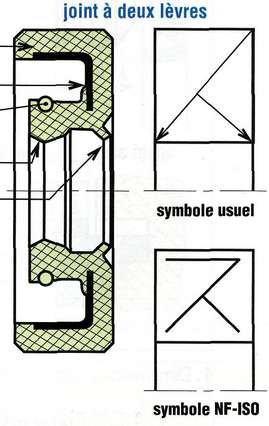 joint à deux lèvres
symbole usuel
symbole NF-ISO